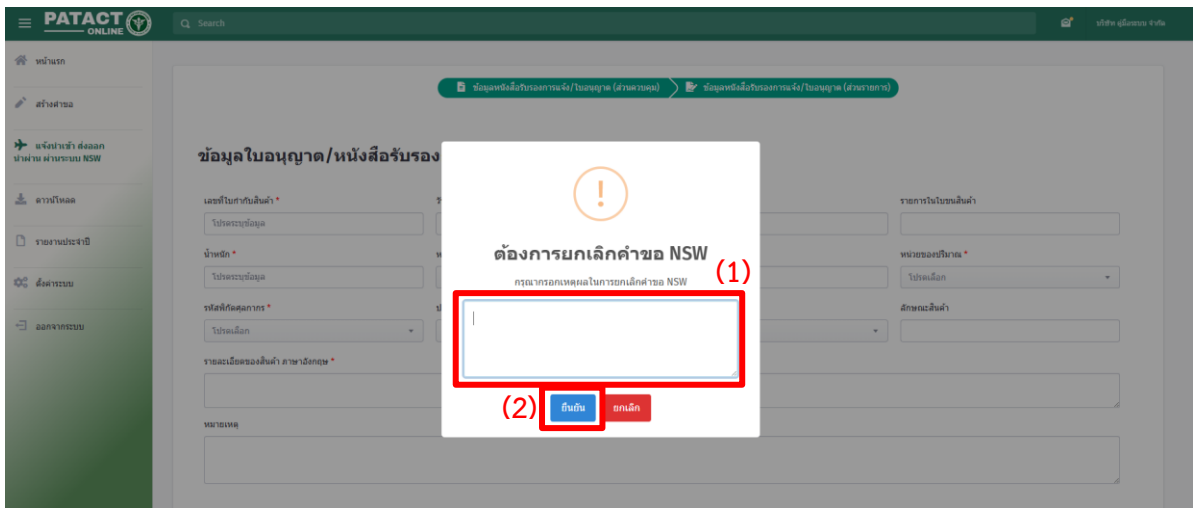 PATACT
ONLINE
Search
บริษัท คู่มือระบบ จำกัด
หน้าแรก
สร้างคำขอ
แจ้งนำเข้า ส่งออก
นำผ่าน ผ่านระบบ NSW
ดาวน์โหลด
รายงานประจำปี
ตั้งค่าระบบ
ออกจากระบบ
ข้อมูลหนังสือรับรองการแจ้ง/ใบอนุญาต (ส่วนควบคุม)
ข้อมูลหนังสือรับรองการแจ้ง/ใบอนุญาต (ส่วนรายการ)
ข้อมูลใบอนุญาต/หนังสือรับรอง
เลขที่ใบกำกับสินค้า *
รายการในใบขนสินค้า
โปรดระบุข้อมูล
น้ำหนัก *
หน่วยของปริมาณ *
โปรดระบุข้อมูล
โปรดเลือก
รหัสพิกัดศุลกากร *
ลักษณะสินค้า
โปรดเลือก
รายละเอียดของสินค้า ภาษาอังกฤษ *
หมายเหตุ
!
ต้องการยกเลิกคำขอ NSW
กรุณากรอกเหตุผลในการยกเลิกคำขอ NSW
(1)
(2)
ยืนยัน
ยกเลิก